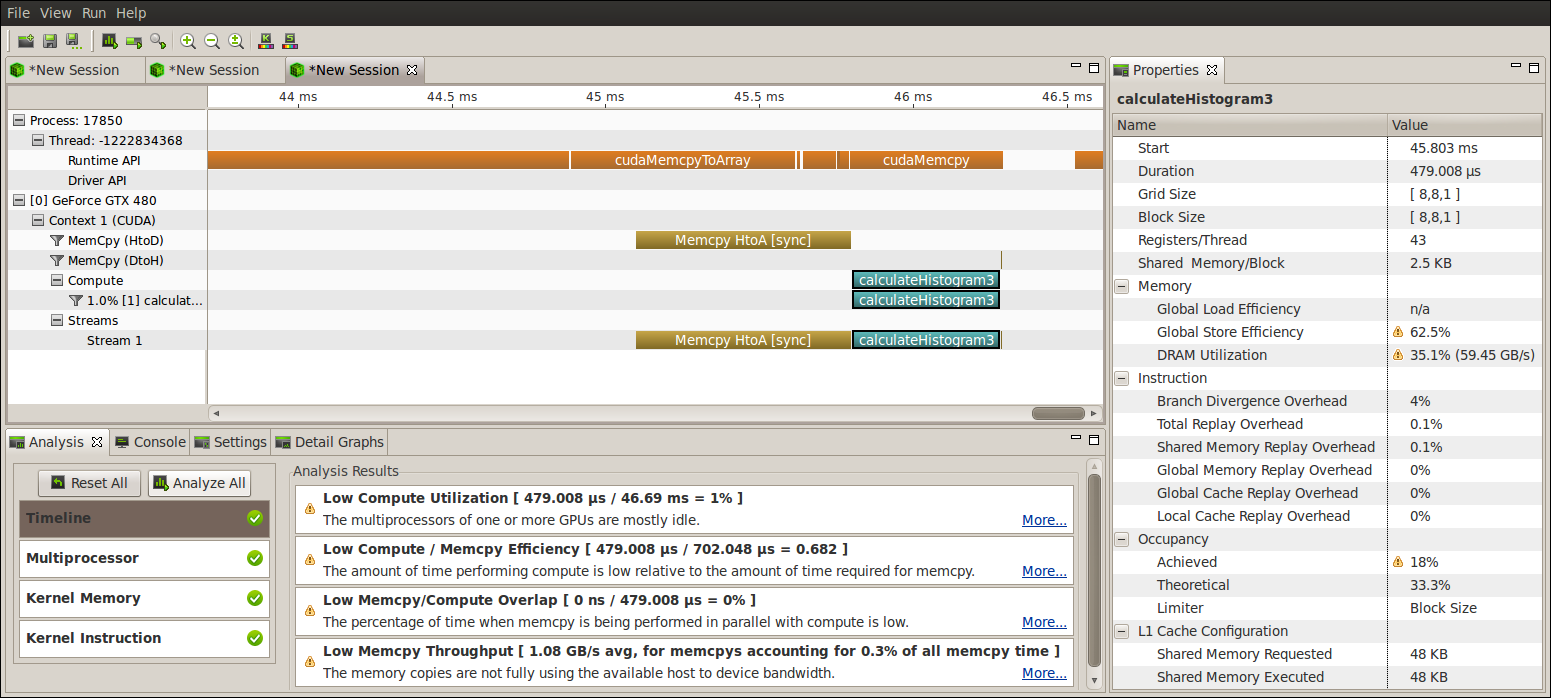 File View Run Help
*New Session
*New Session
*New Session
44 ms 44.5 ms 45 ms 45.5 ms 46 ms 46.5 ms
Process: 17850
Thread: -1222834368
Runtime API cudaMemcpyToArray cudaMemcpy
Driver API
[0] GeForce GTX 480
Context 1 (CUDA)
MemCpy (HtoD) Memcpy HtoA [sync]
MemCpy (DtoH)
Compute calculateHistogram3
1.0% [1] calculat... calculateHistogram3
Streams
Stream 1 Memcpy HtoA [sync] calculateHistogram3
Analysis Console Settings Detail Graphs
Reset All Analyze All
Timeline
Multiprocessor
Kernel Memory
Kernel Instruction
Analysis Results
Low Compute Utilization [ 479.008 µs / 46.69 ms = 1% ]
The multiprocessors of one or more GPUs are mostly idle. More...
Low Compute / Memcpy Efficiency [ 479.008 µs / 702.048 µs = 0.682 ]
The amount of time performing compute is low relative to the amount of time required for memcpy. More...
Low Memcpy/Compute Overlap [ 0 ns / 479.008 µs = 0% ]
The percentage of time when memcpy is being performed in parallel with compute is low. More...
Low Memcpy Throughput [ 1.08 GB/s avg, for memcpys accounting for 0.3% of all memcpy time ]
The memory copies are not fully using the available host to device bandwidth. More...
Properties
calculateHistogram3
Name Value
Start 45.803 ms
Duration 479.008 µs
Grid Size [ 8,8,1 ]
Block Size [ 8,8,1 ]
Registers/Thread 43
Shared Memory/Block 2.5 KB
Memory
Global Load Efficiency n/a
Global Store Efficiency 62.5%
DRAM Utilization 35.1% (59.45 GB/s)
Instruction
Branch Divergence Overhead 4%
Total Replay Overhead 0.1%
Shared Memory Replay Overhead 0.1%
Global Memory Replay Overhead 0%
Global Cache Replay Overhead 0%
Local Cache Replay Overhead 0%
Occupancy
Achieved 18%
Theoretical 33.3%
Limiter Block Size
L1 Cache Configuration
Shared Memory Requested 48 KB
Shared Memory Executed 48 KB